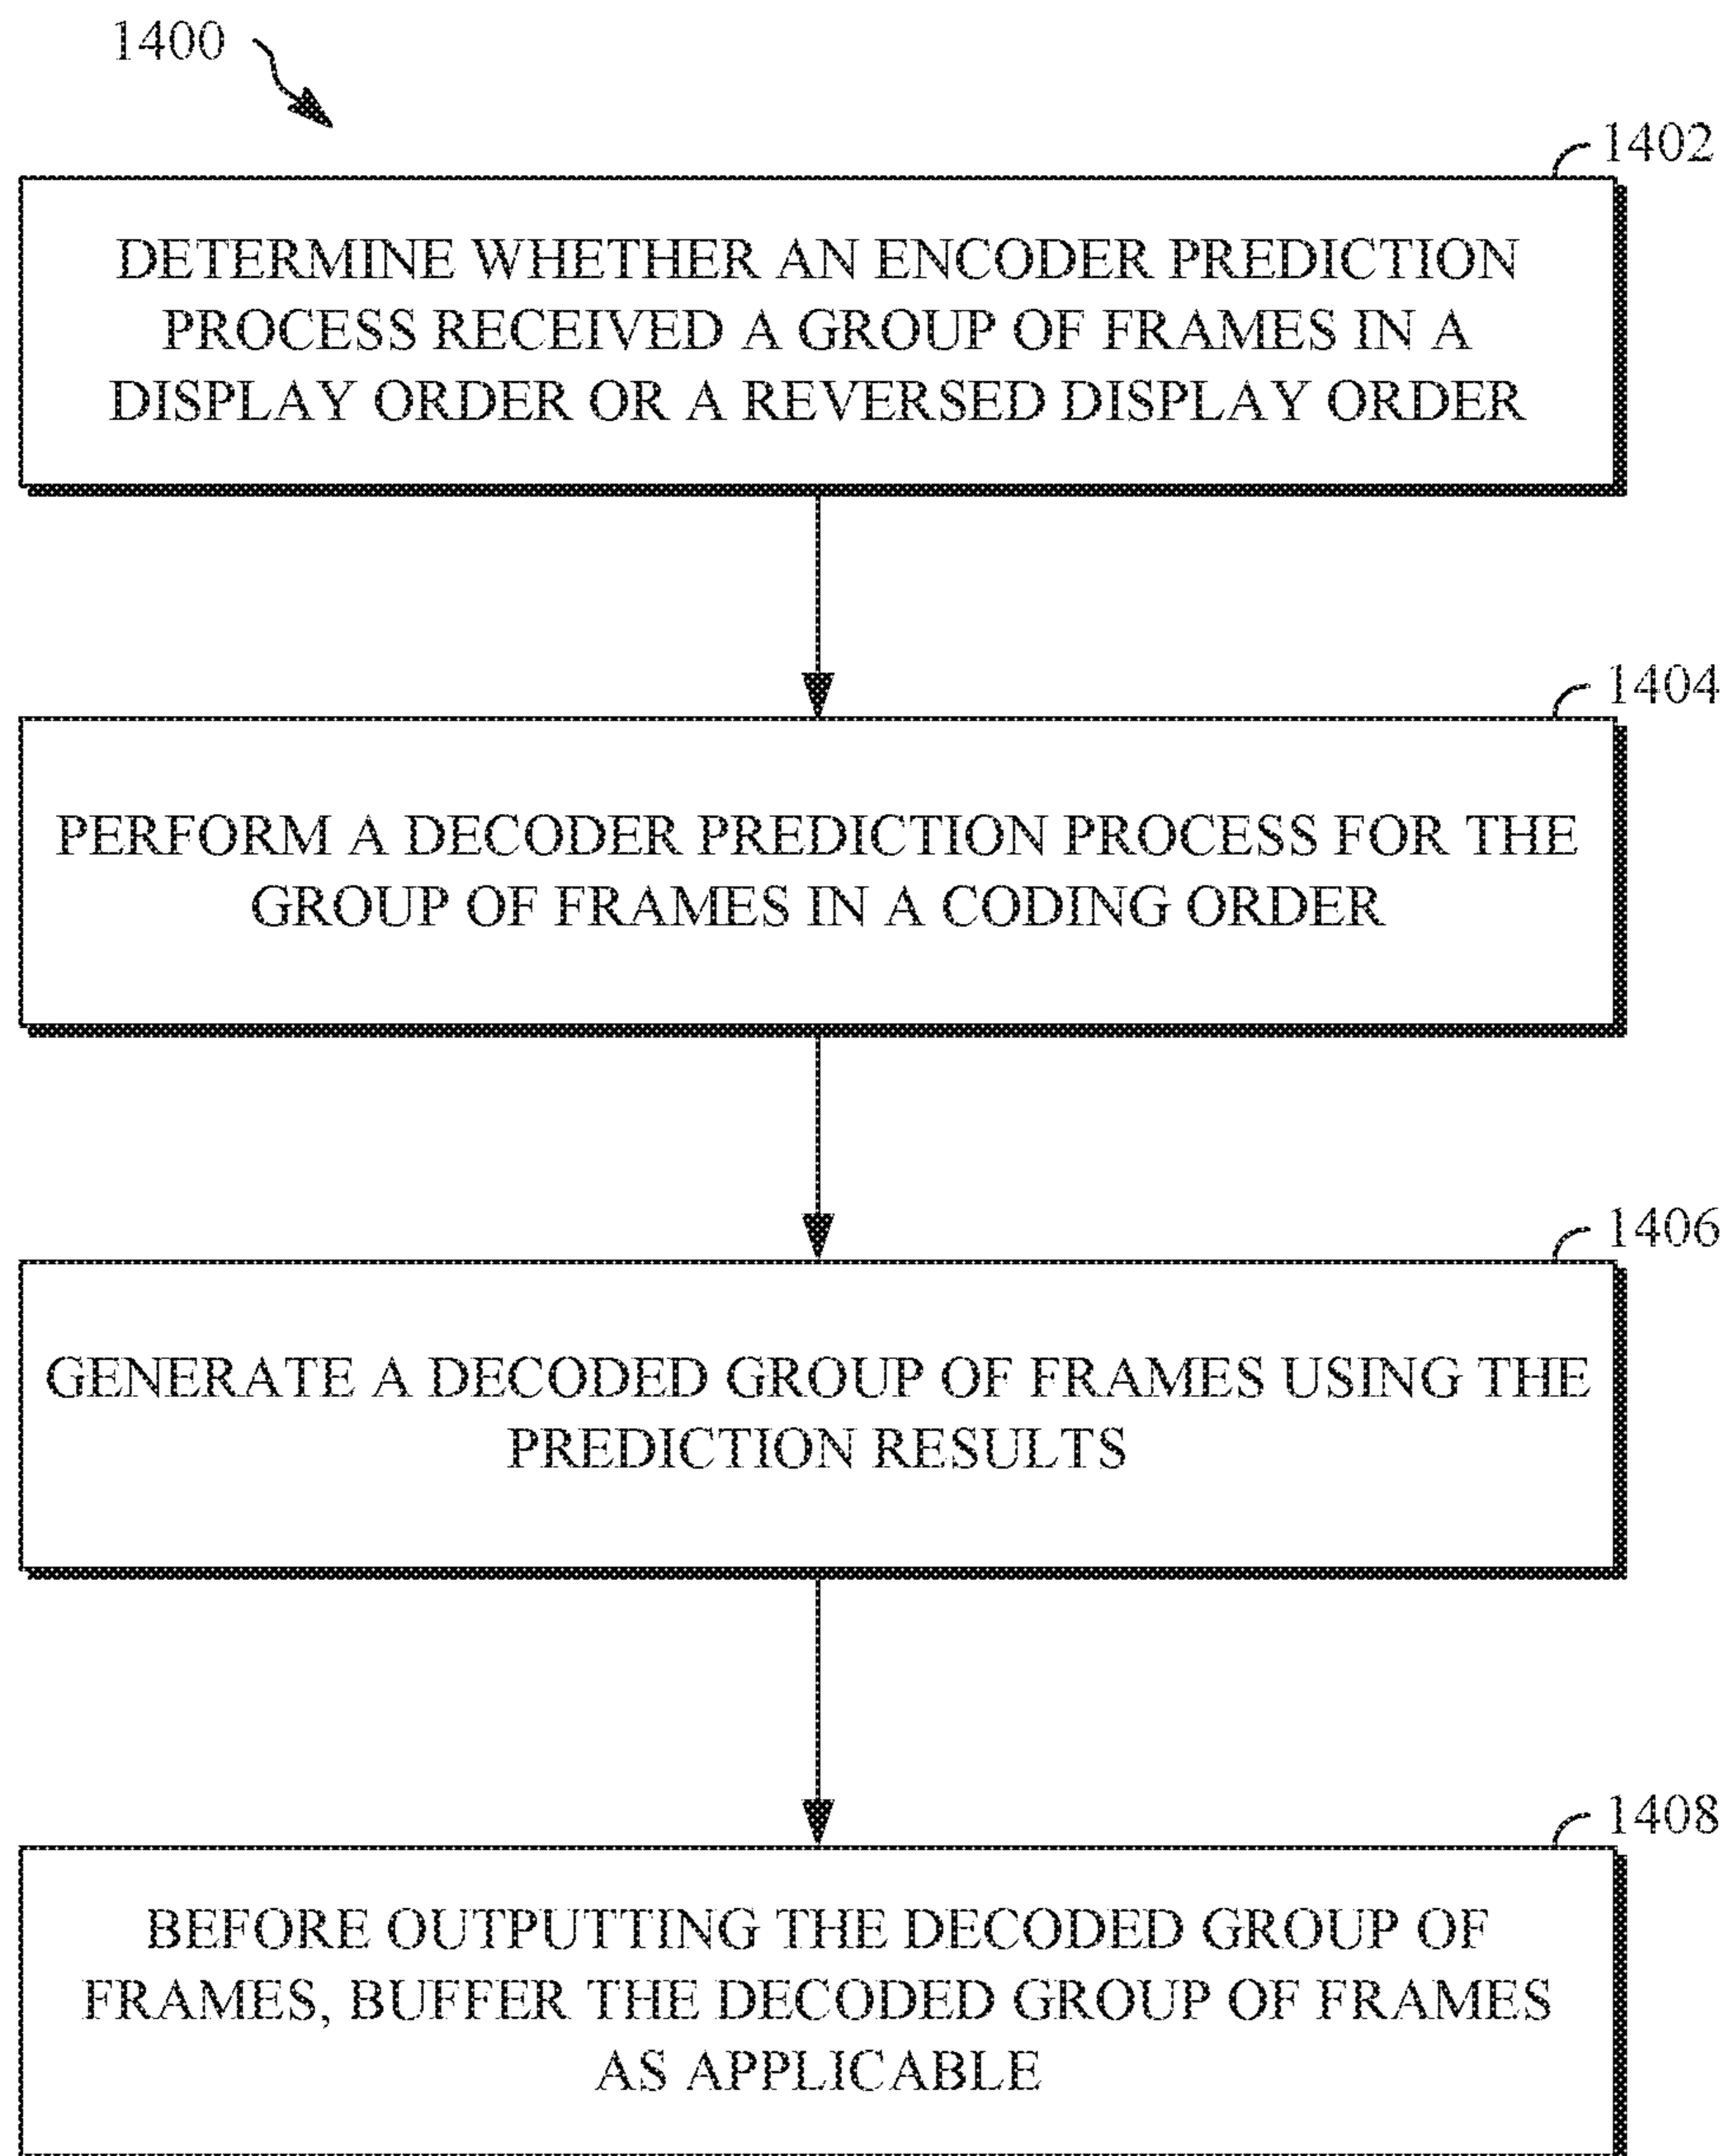 1400
1402
DETERMINE WHETHER AN ENCODER PREDICTION
PROCESS RECEIVED A GROUP OF FRAMES IN A
DISPLAY ORDER OR A REVERSED DISPLAY ORDER
1404
PERFORM A DECODER PREDICTION PROCESS FOR THE
GROUP OF FRAMES IN A CODING ORDER
1406
GENERATE A DECODED GROUP OF FRAMES USING THE
PREDICTION RESULTS
1408
BEFORE OUTPUTTING THE DECODED GROUP OF
FRAMES, BUFFER THE DECODED GROUP OF FRAMES
AS APPLICABLE